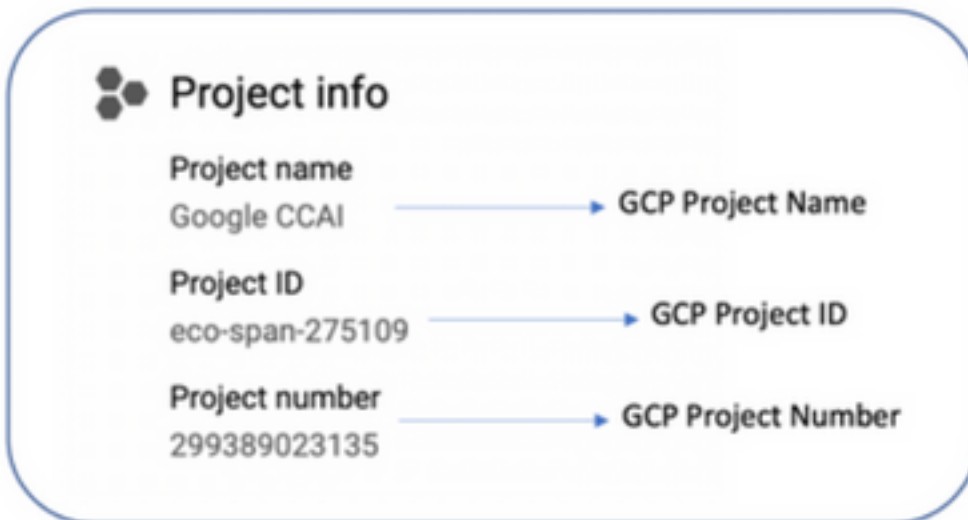 Project info
Project name
Google CCAI
GCP Project Name
Project ID
eco-span-275109
GCP Project ID
Project number
299389023135
GCP Project Number